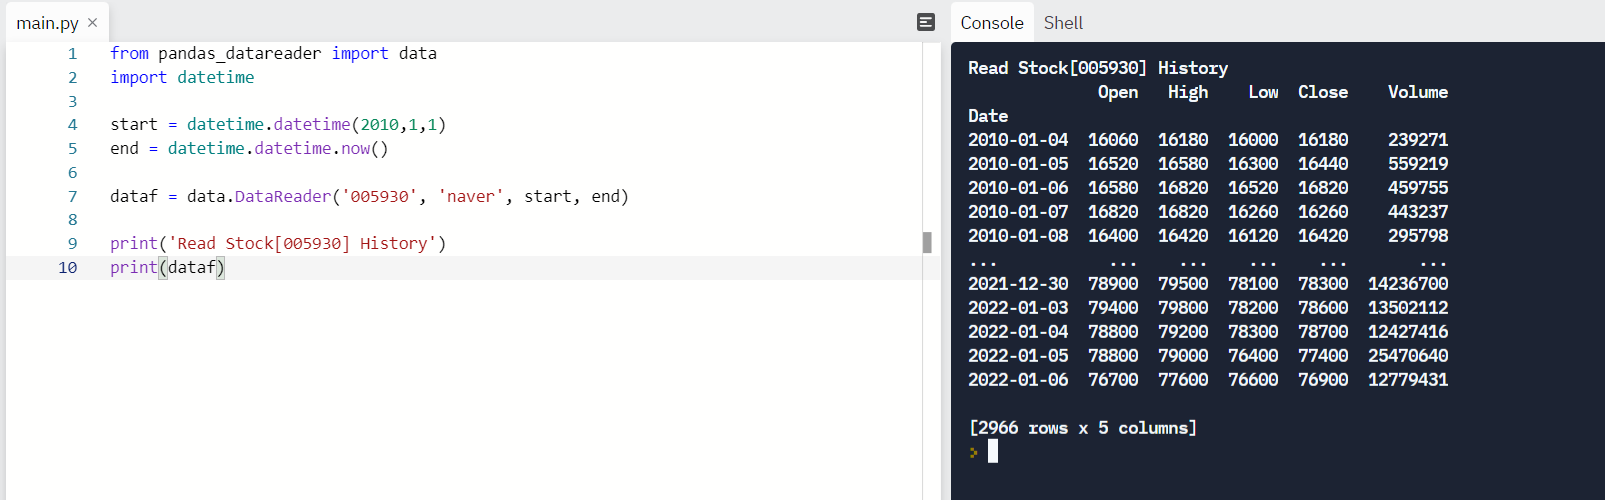 main.py ×
1 from pandas_datareader import data
2 import datetime
3
4 start = datetime.datetime(2010,1,1)
5 end = datetime.datetime.now()
6
7 dataf = data.DataReader('005930', 'naver', start, end)
8
9 print('Read Stock[005930] History')
10 print(dataf)
Console Shell
Read Stock[005930] History
Open High Low Close Volume
Date
2010-01-04 16060 16180 16000 16180 239271
2010-01-05 16520 16580 16300 16440 559219
2010-01-06 16580 16820 16520 16820 459755
2010-01-07 16820 16820 16260 16260 443237
2010-01-08 16400 16420 16120 16420 295798
... ... ... ... ... ...
2021-12-30 78900 79500 78100 78300 14236700
2022-01-03 79400 79800 78200 78600 13502112
2022-01-04 78800 79200 78300 78700 12427416
2022-01-05 78800 79000 76400 77400 25470640
2022-01-06 76700 77600 76600 76900 12779431
[2966 rows x 5 columns]
>